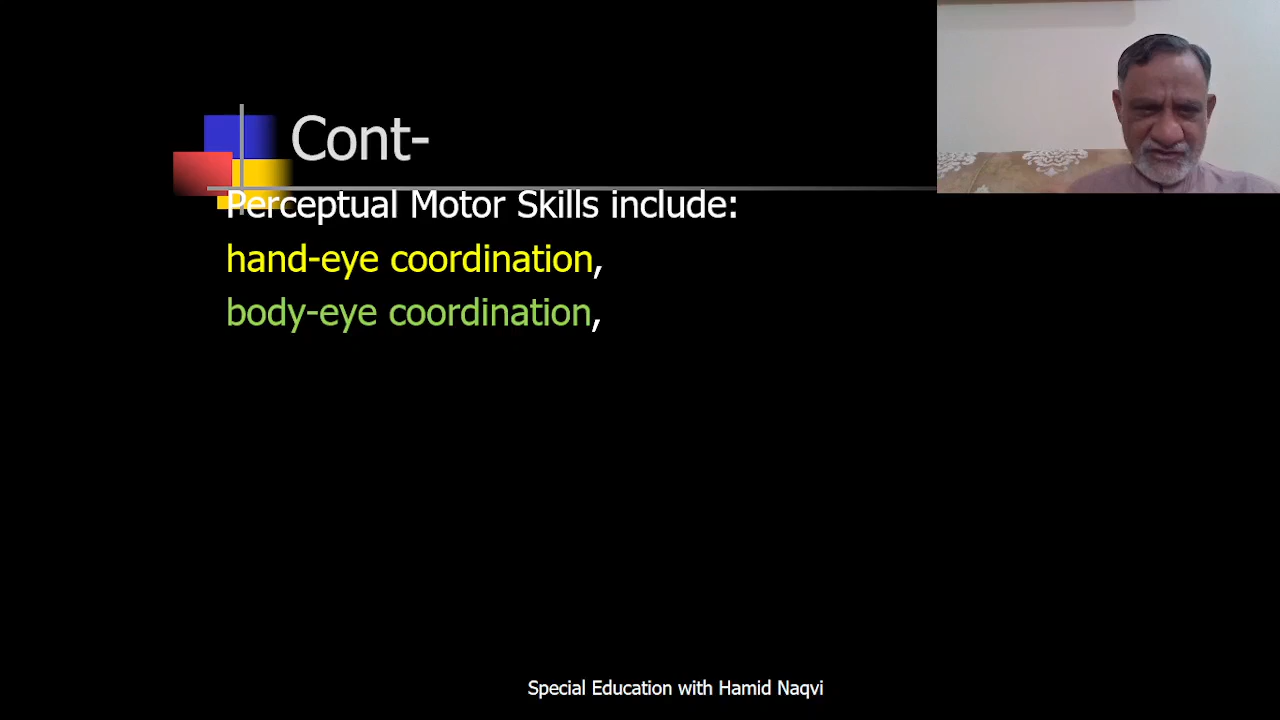 Cont-
Perceptual Motor Skills include:
hand-eye coordination,
body-eye coordination,
Special Education with Hamid Naqvi